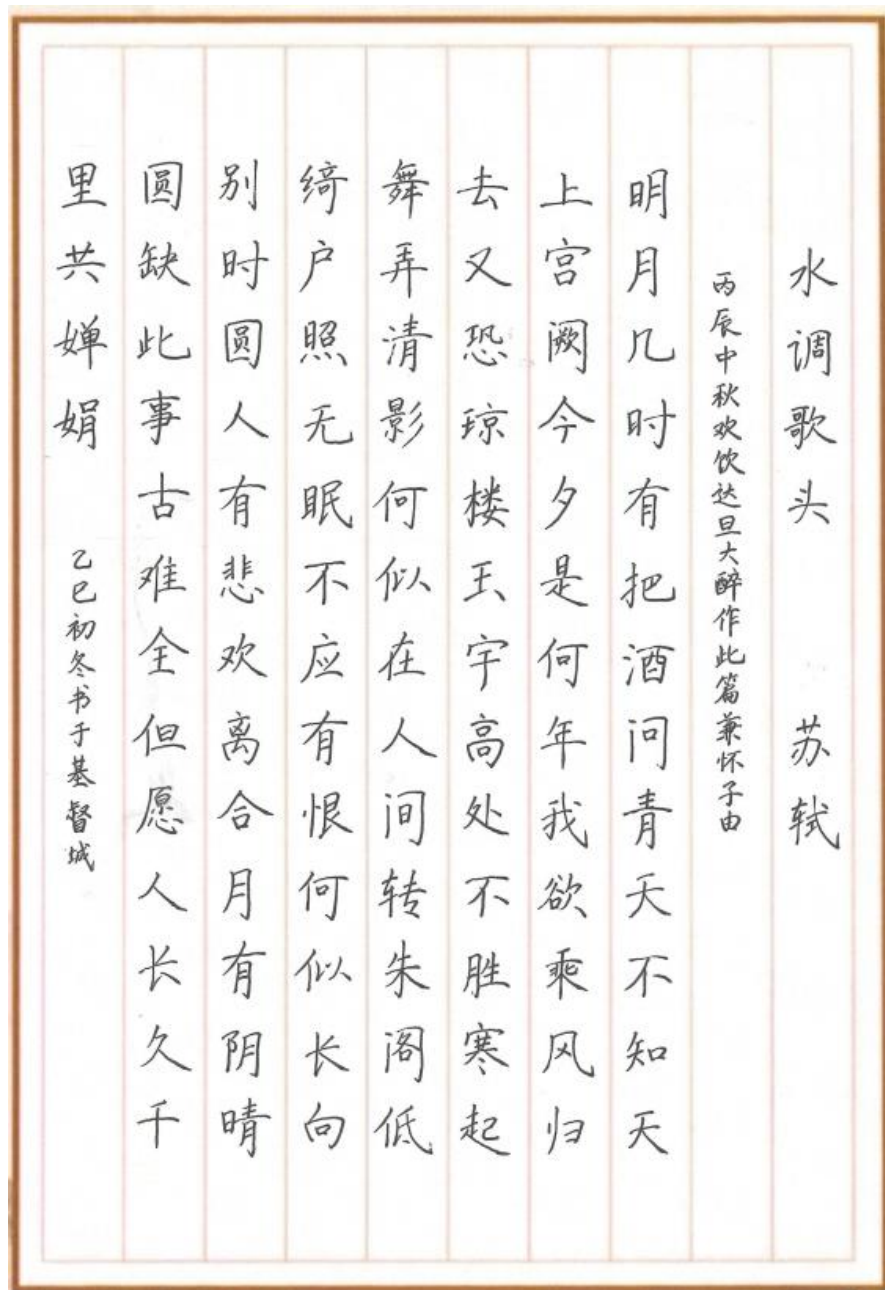 水调歌头 苏轼
丙辰中秋欢饮达旦大醉作此篇兼怀子由
明月几时有把酒问青天不知天
上宫阙今夕是何年我欲乘风归
去又恐琼楼玉宇高处不胜寒起
舞弄清影何似在人间转朱阁低
绮户照无眠不应有恨何似长向
别时圆人有悲欢离合月有阴晴
圆缺此事古难全但愿人长久千
里共婵娟 乙巳初冬书于基督城